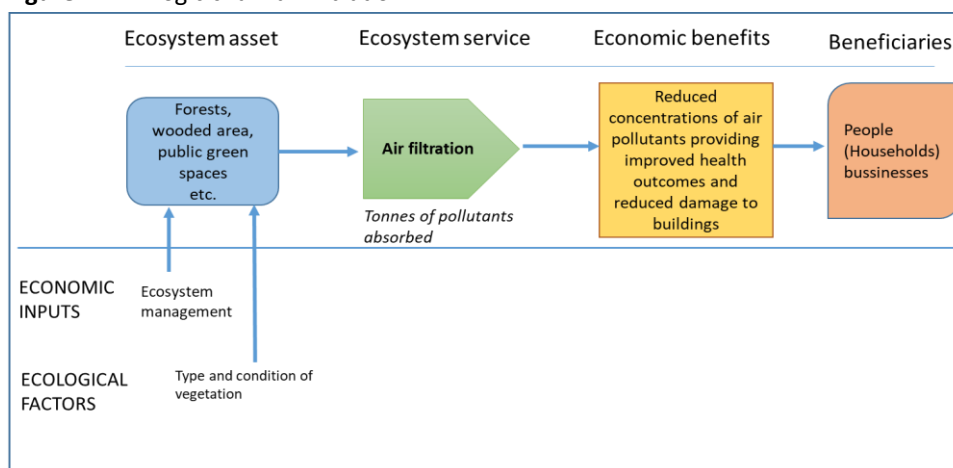 Ecosystem asset
Ecosystem service
Economic benefits
Beneficiaries
Forests,
wooded area,
public green
spaces
etc.
Air filtration
Tonnes of pollutants
absorbed
Reduced
concentrations of air
pollutants providing
improved health
outcomes and
reduced damage to
buildings
People
(Households)
bussinesses
ECONOMIC
INPUTS
Ecosystem
management
ECOLOGICAL
FACTORS
Type and condition of
vegetation